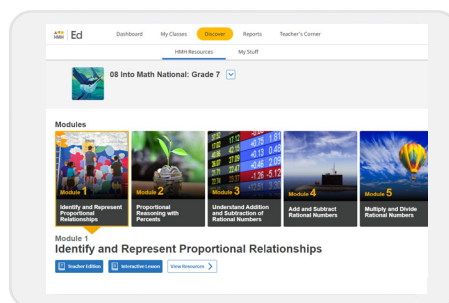 HMH Ed Dashboard My Classes Discover Reports Teacher's Corner
HMH Resources My Stuff
08 Into Math National: Grade 7
Modules
Module 1
Identify and Represent
Proportional
Relationships
Module 2
Proportional
Reasoning with
Percents
Module 3
Understand Addition
and Subtraction of
Rational Numbers
Module 4
Add and Subtract
Rational Numbers
Module 5
Multiply and Divide
Rational Numbers
Module 1
Identify and Represent Proportional Relationships
Teacher Edition Interactive Lesson View Resources